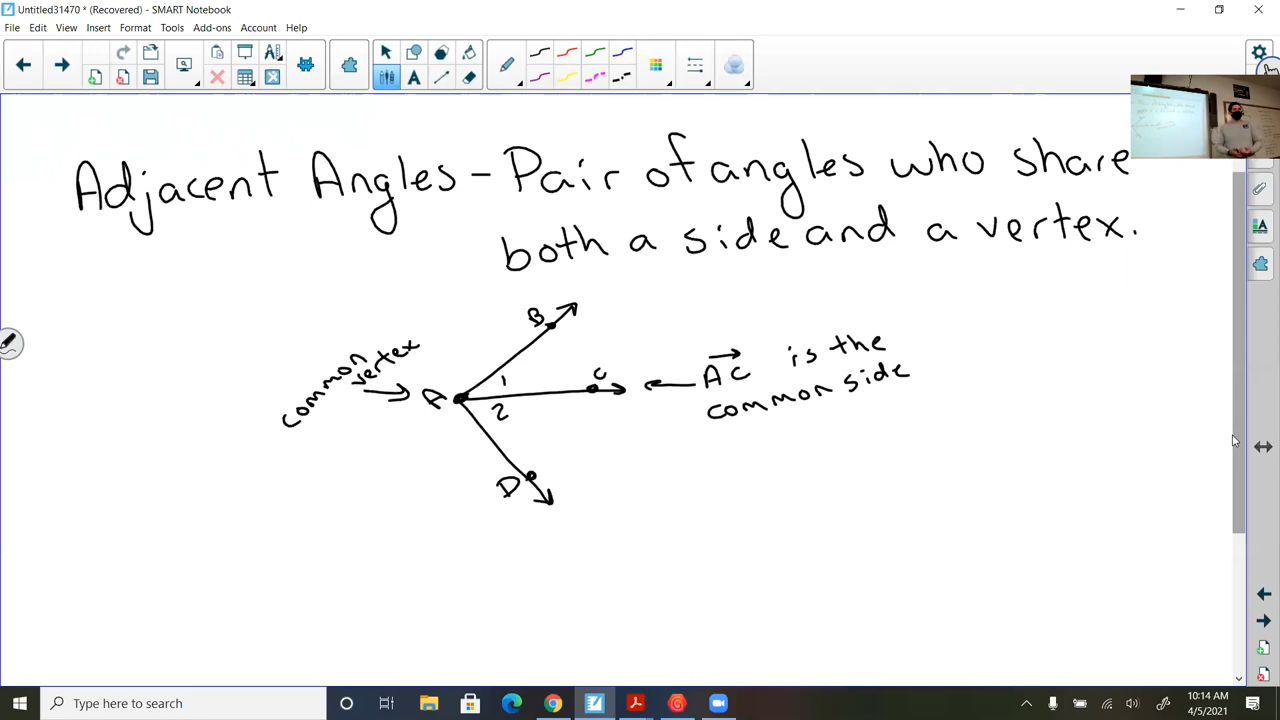 Untitled31470 * (Recovered) - SMART Notebook
File Edit View Insert Format Tools Add-ons Account Help
Adjacent Angles - Pair of angles who share
both a side and a vertex.
common
vertex
A
B
1
2
C
D
AC is the
common side
Type here to search
10:14 AM
4/5/2021